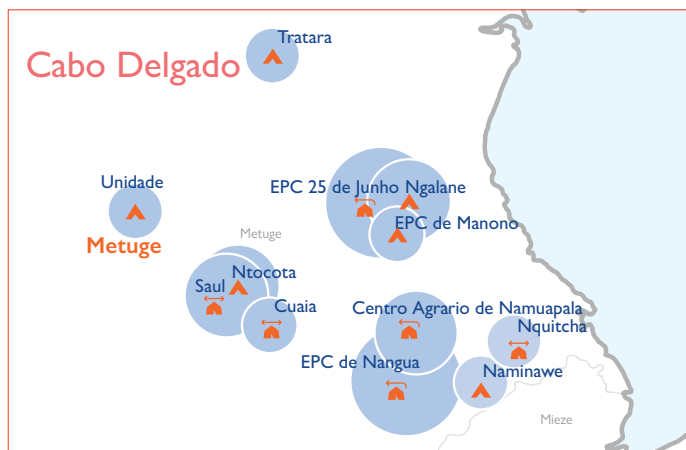 Tratara
Cabo Delgado
Unidade
EPC 25 de Junho Ngalane
EPC de Manono
Metuge
Metuge
Ntocota
Saul
Cuaia
Centro Agrario de Namuapala
Nquitcha
EPC de Nangua
Naminawe
Mieze